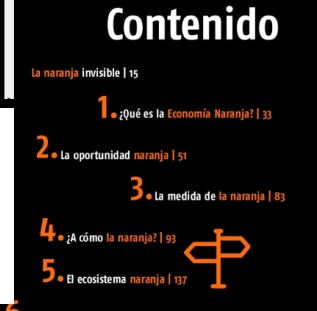 Contenido
La naranja invisible | 15
1. ¿Qué es la Economía Naranja? | 33
2. La oportunidad naranja | 51
3. La medida de la naranja | 83
4. ¿A cómo la naranja? | 93
5. El ecosistema naranja | 137
6